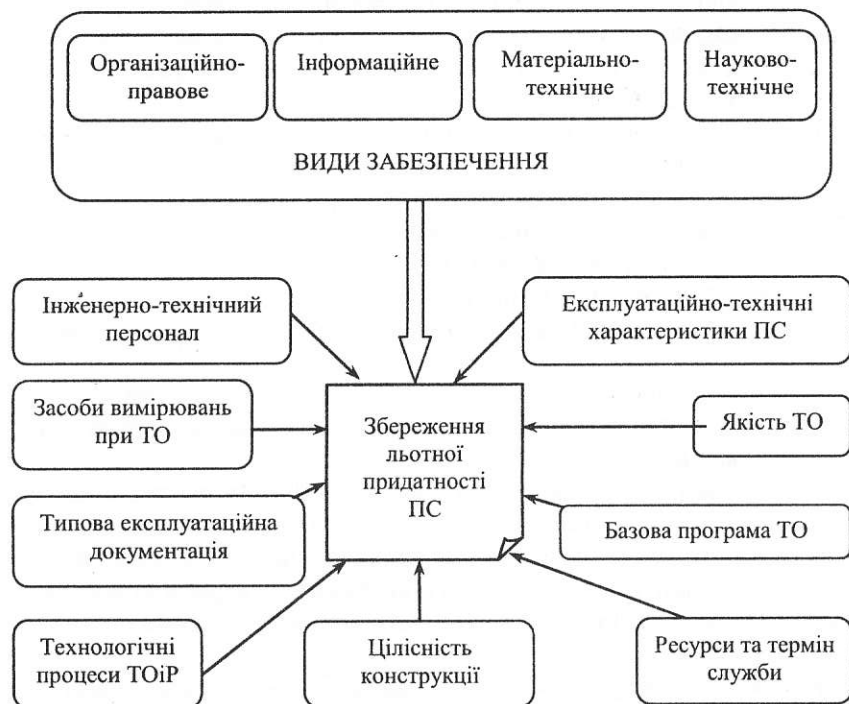 Організаційно-
правове
Інформаційне
Матеріально-
технічне
Науково-
технічне
ВИДИ ЗАБЕЗПЕЧЕННЯ
Інженерно-технічний
персонал
Експлуатаційно-технічні
характеристики ПС
Засоби вимірювань
при ТО
Збереження
льотної
придатності
ПС
Якість ТО
Типова експлуатаційна
документація
Базова програма ТО
Технологічні
процеси ТОіР
Цілісність
конструкції
Ресурси та термін
служби